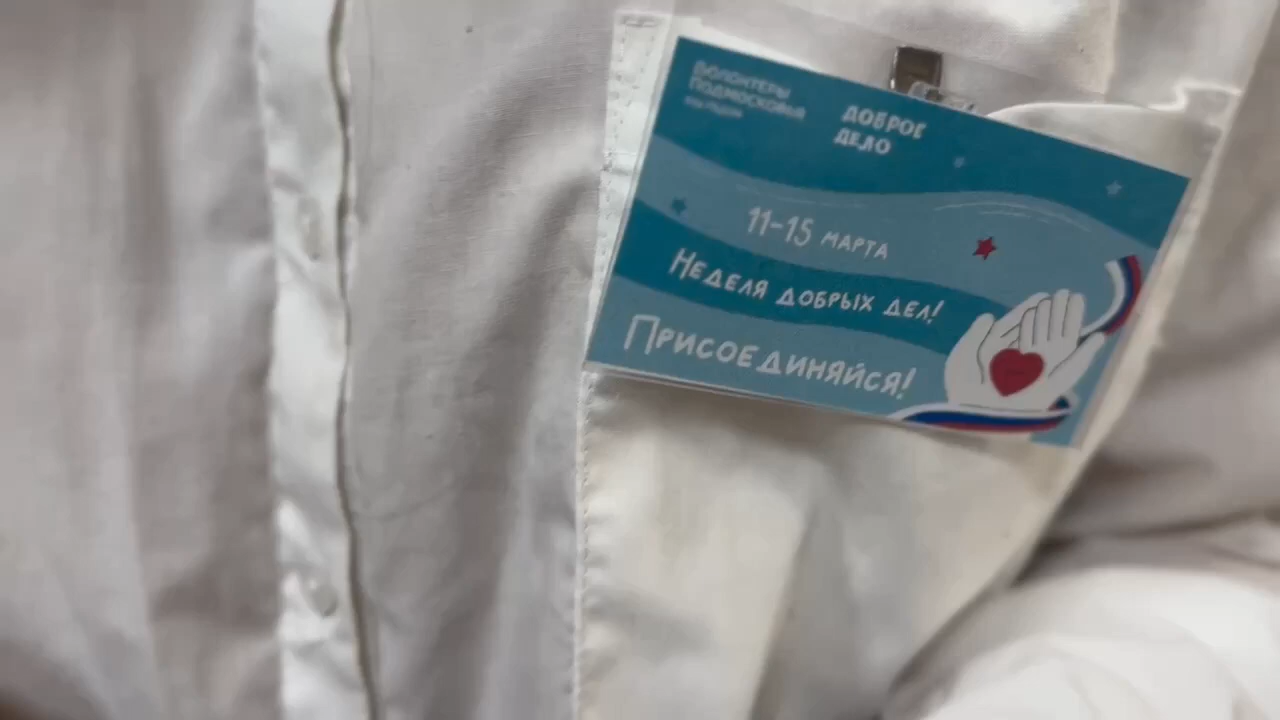 ВОЛОНТЕРЫ
ПОДМОСКОВЬЯ
ДОБРОЕ
ДЕЛО
11-15 МАРТА
НЕДЕЛЯ ДОБРЫХ ДЕЛ!
ПРИСОЕДИНЯЙСЯ!